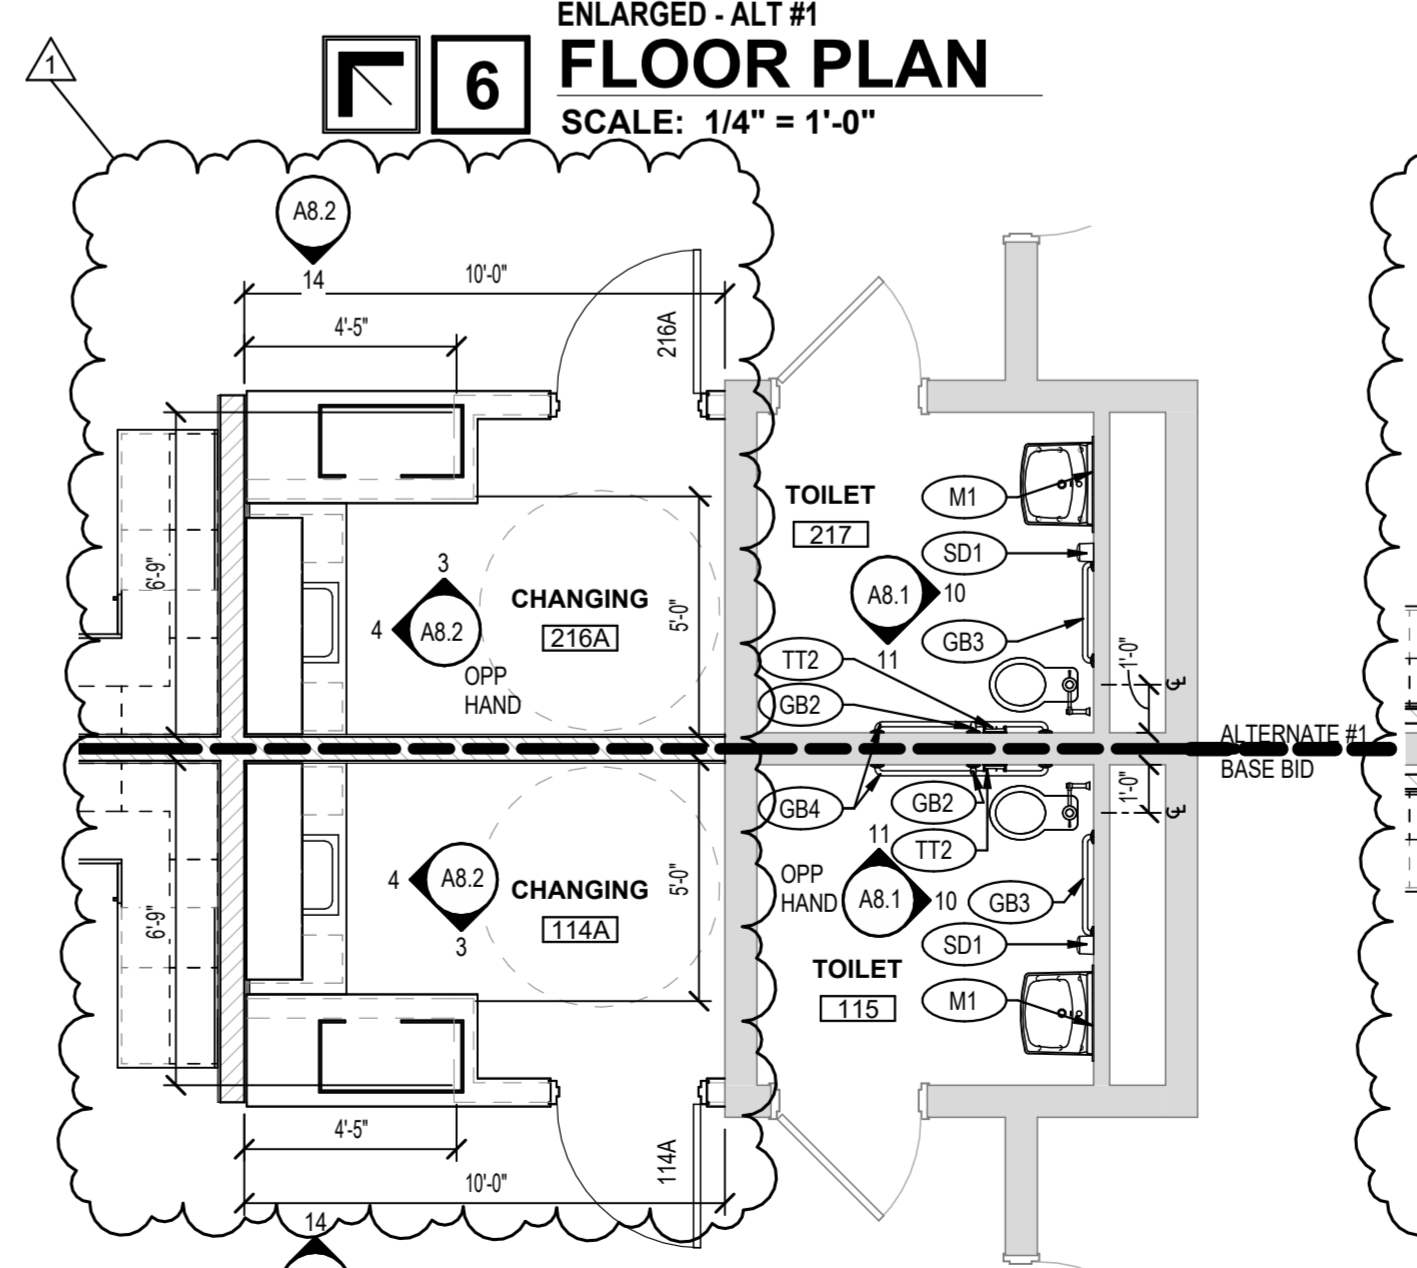 ENLARGED - ALT #1
6
FLOOR PLAN
SCALE: 1/4" = 1'-0"
1
A8.2
14
10'-0"
4'-5"
216A
6'-9"
3
4
A8.2
OPP
HAND
CHANGING
216A
5'-0"
TOILET
217
M1
SD1
A8.1
10
11
GB3
TT2
GB2
1'-0"
CL
ALTERNATE #1
BASE BID
GB4
GB2
TT2
1'-0"
CL
11
OPP
HAND
A8.1
10
GB3
SD1
TOILET
115
M1
6'-9"
4
A8.2
3
CHANGING
114A
5'-0"
4'-5"
10'-0"
114A
14